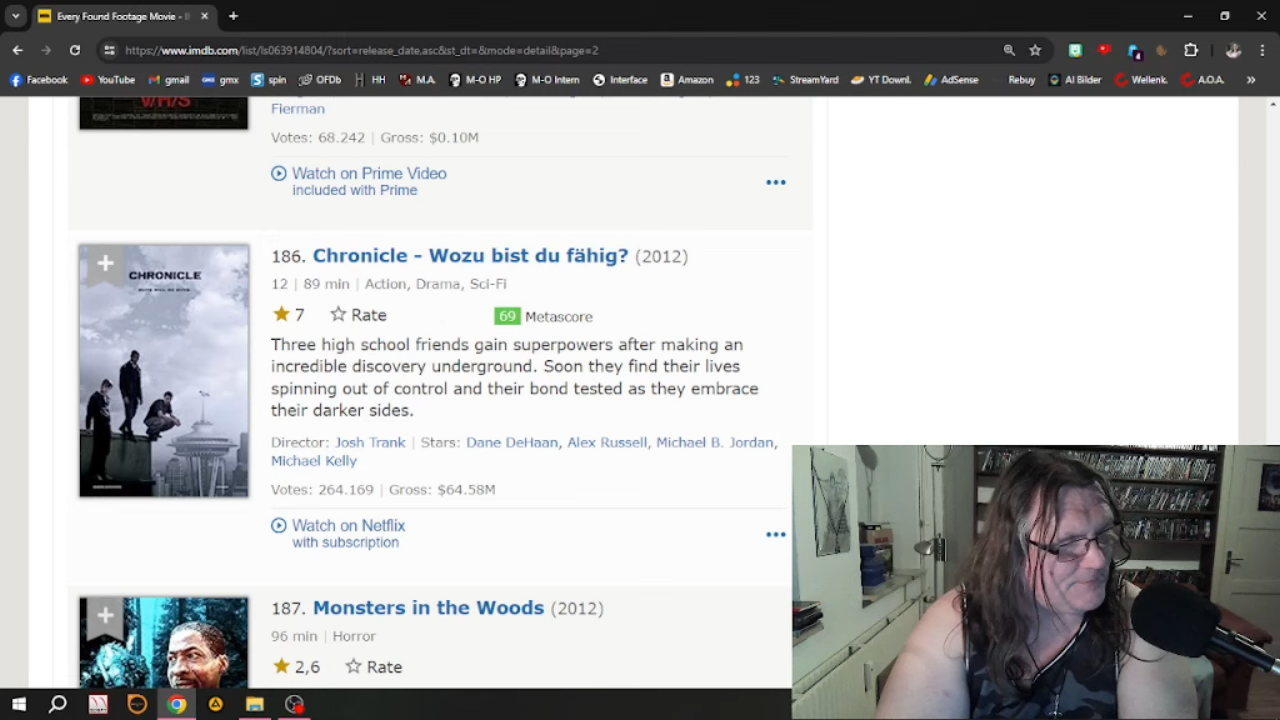 Every Found Footage Movie - I
https://www.imdb.com/list/ls063914804/?sort=release_date,asc&st_dt=&mode=detail&page=2
Facebook YouTube gmail gmx spin OFDb HH M.A. M-O HP M-O Intern Interface Amazon 123 StreamYard YT Downl. AdSense Rebuy AI Bilder Wellenk. A.O.A. »
V/H/S
Fierman
Votes: 68.242 | Gross: $0.10M
Watch on Prime Video
included with Prime
CHRONICLE
186. Chronicle - Wozu bist du fähig? (2012)
12 | 89 min | Action, Drama, Sci-Fi
7 Rate 69 Metascore
Three high school friends gain superpowers after making an
incredible discovery underground. Soon they find their lives
spinning out of control and their bond tested as they embrace
their darker sides.
Director: Josh Trank | Stars: Dane DeHaan, Alex Russell, Michael B. Jordan,
Michael Kelly
Votes: 264.169 | Gross: $64.58M
Watch on Netflix
with subscription
187. Monsters in the Woods (2012)
96 min | Horror
2,6 Rate